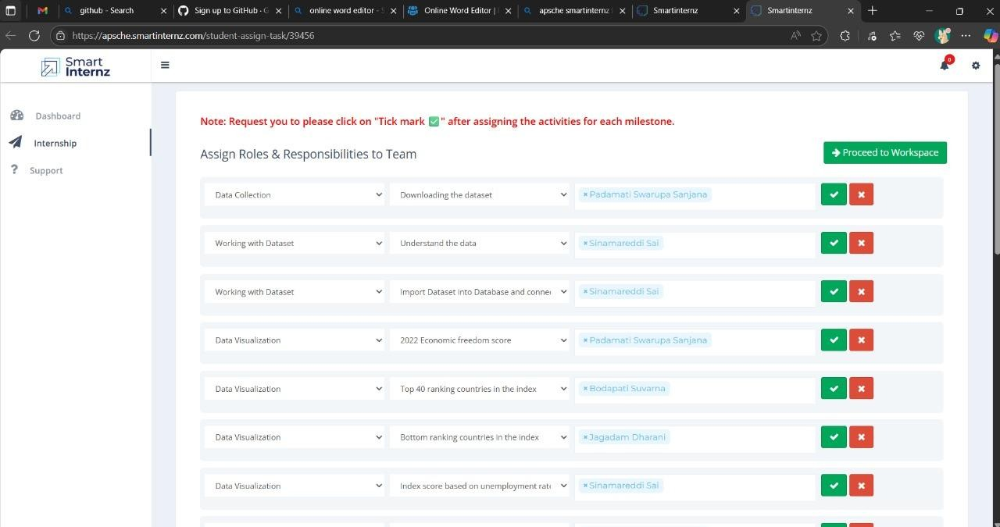 github - Search
Sign up to GitHub · G
online word editor - S
Online Word Editor |
apsche smartinternz
Smartinternz
Smartinternz
https://apsche.smartinternz.com/student-assign-task/39456
Smart
Internz
0
Dashboard
Internship
Support
Note: Request you to please click on "Tick mark ✅" after assigning the activities for each milestone.
Assign Roles & Responsibilities to Team
Proceed to Workspace
Data Collection Downloading the dataset × Padamati Swarupa Sanjana
Working with Dataset Understand the data × Sinamareddi Sai
Working with Dataset Import Dataset into Database and connec × Sinamareddi Sai
Data Visualization 2022 Economic freedom score × Padamati Swarupa Sanjana
Data Visualization Top 40 ranking countries in the index × Bodapati Suvarna
Data Visualization Bottom ranking countries in the index × Jagadam Dharani
Data Visualization Index score based on unemployment rate × Sinamareddi Sai